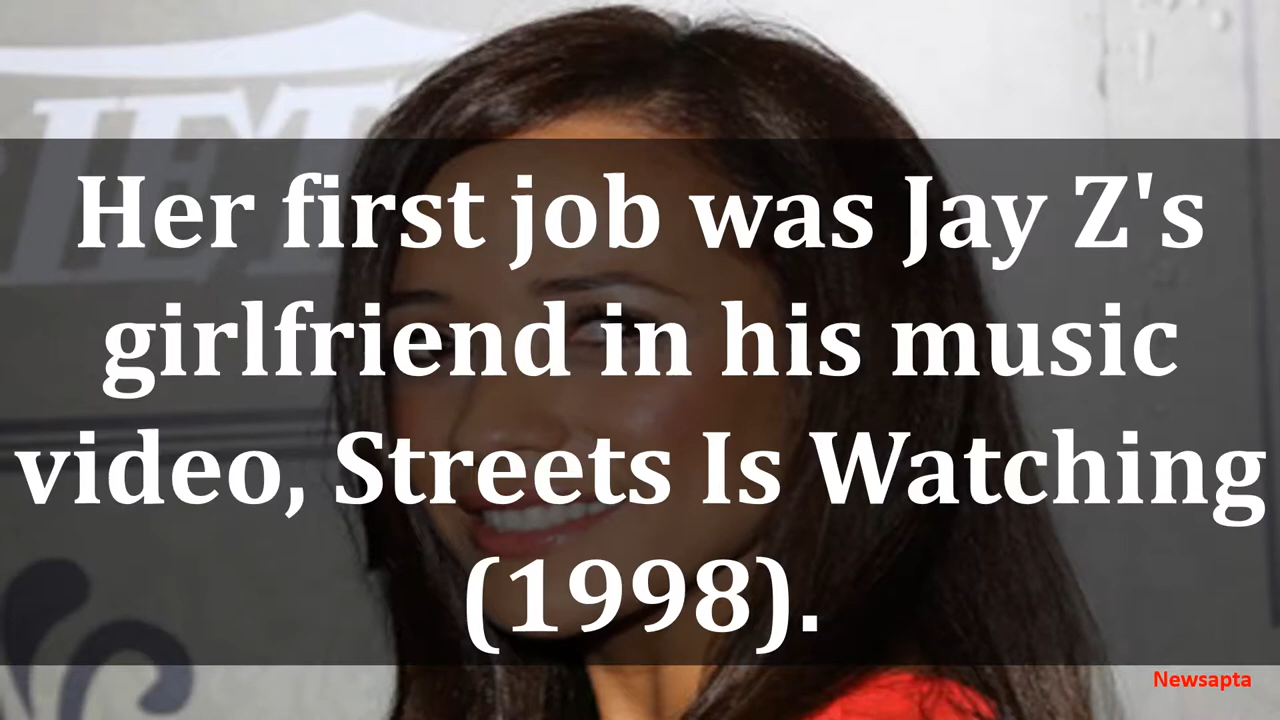 Her first job was Jay Z's
girlfriend in his music
video, Streets Is Watching
(1998).
Newsapta